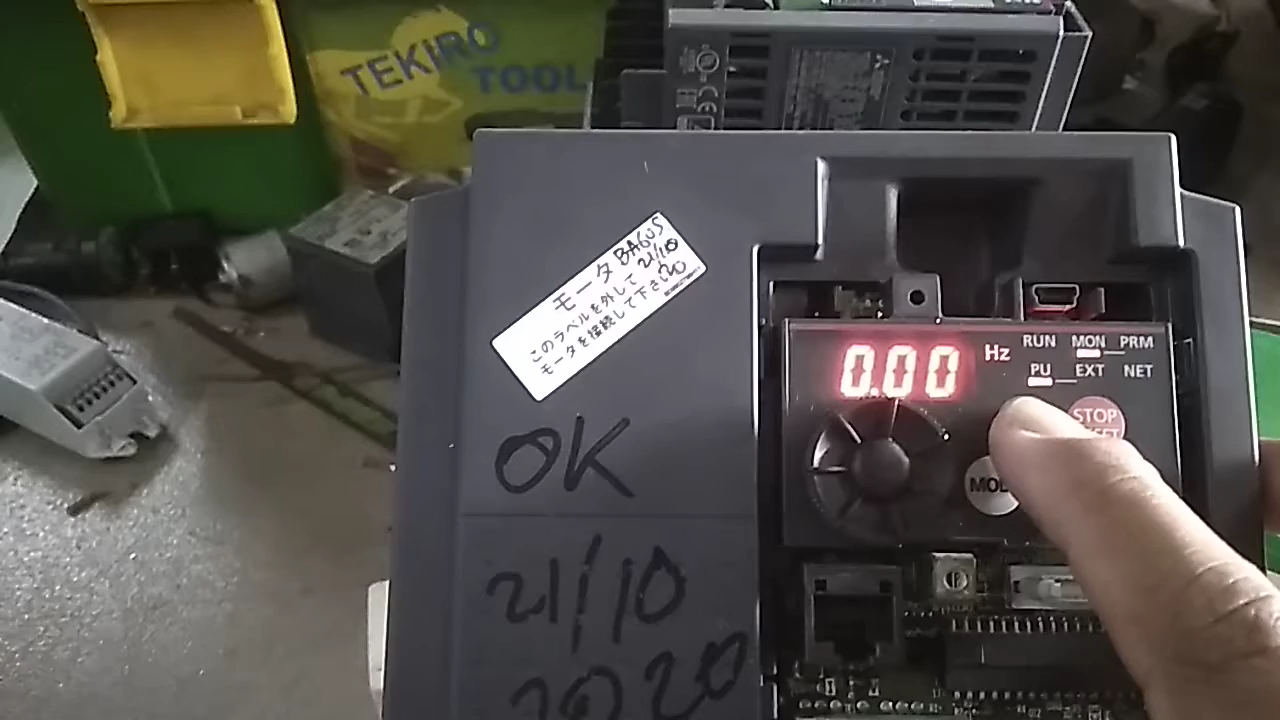 TEKIRO
TOOL
モータ BAGUS
このラベルを外して 21/10
モータを接続して下さい 20
OK
21/10
2020
0.00
Hz
RUN MON PRM
PU EXT NET
STOP
MOD